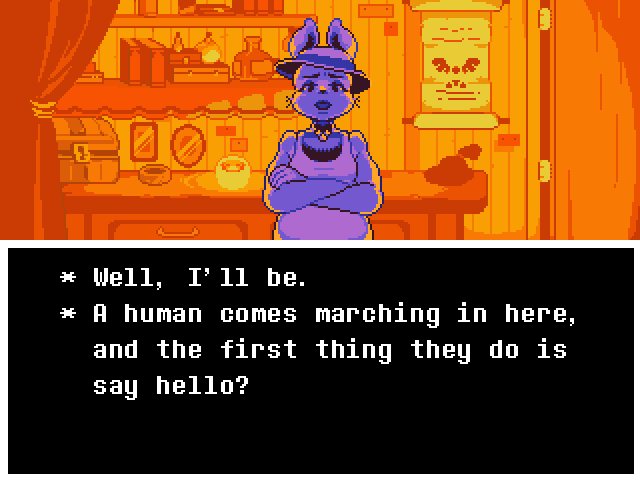 * Well, I'll be.
* A human comes marching in here,
and the first thing they do is
say hello?